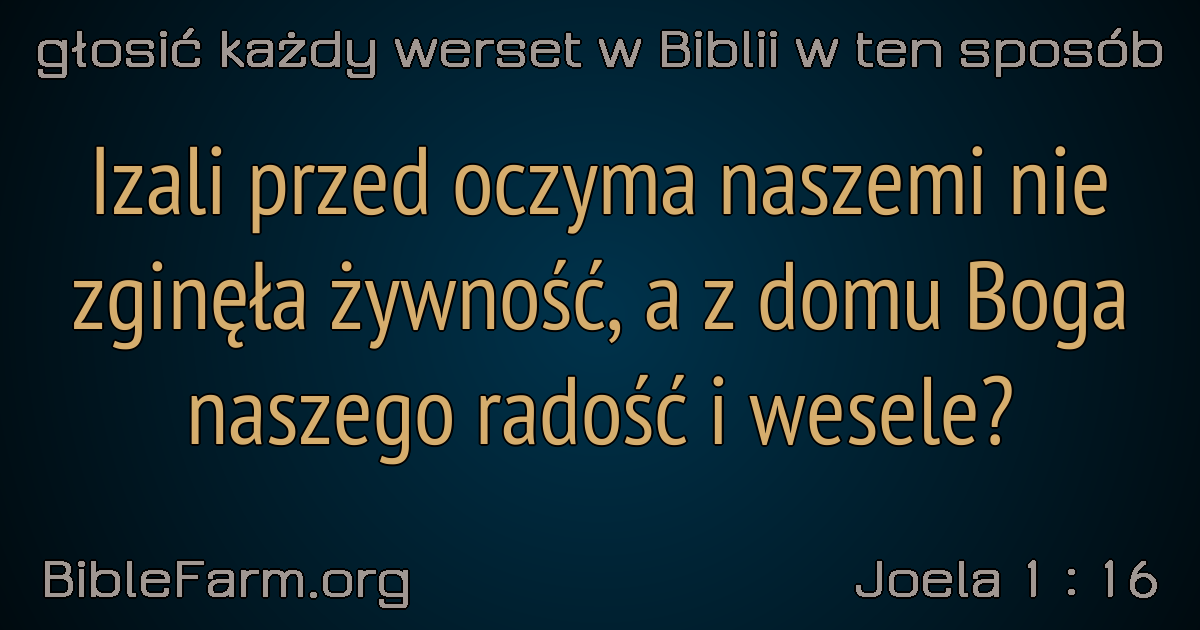 głosić każdy werset w Biblii w ten sposób
Izali przed oczyma naszemi nie
zginęła żywność, a z domu Boga
naszego radość i wesele?
BibleFarm.org
Joela 1 : 16